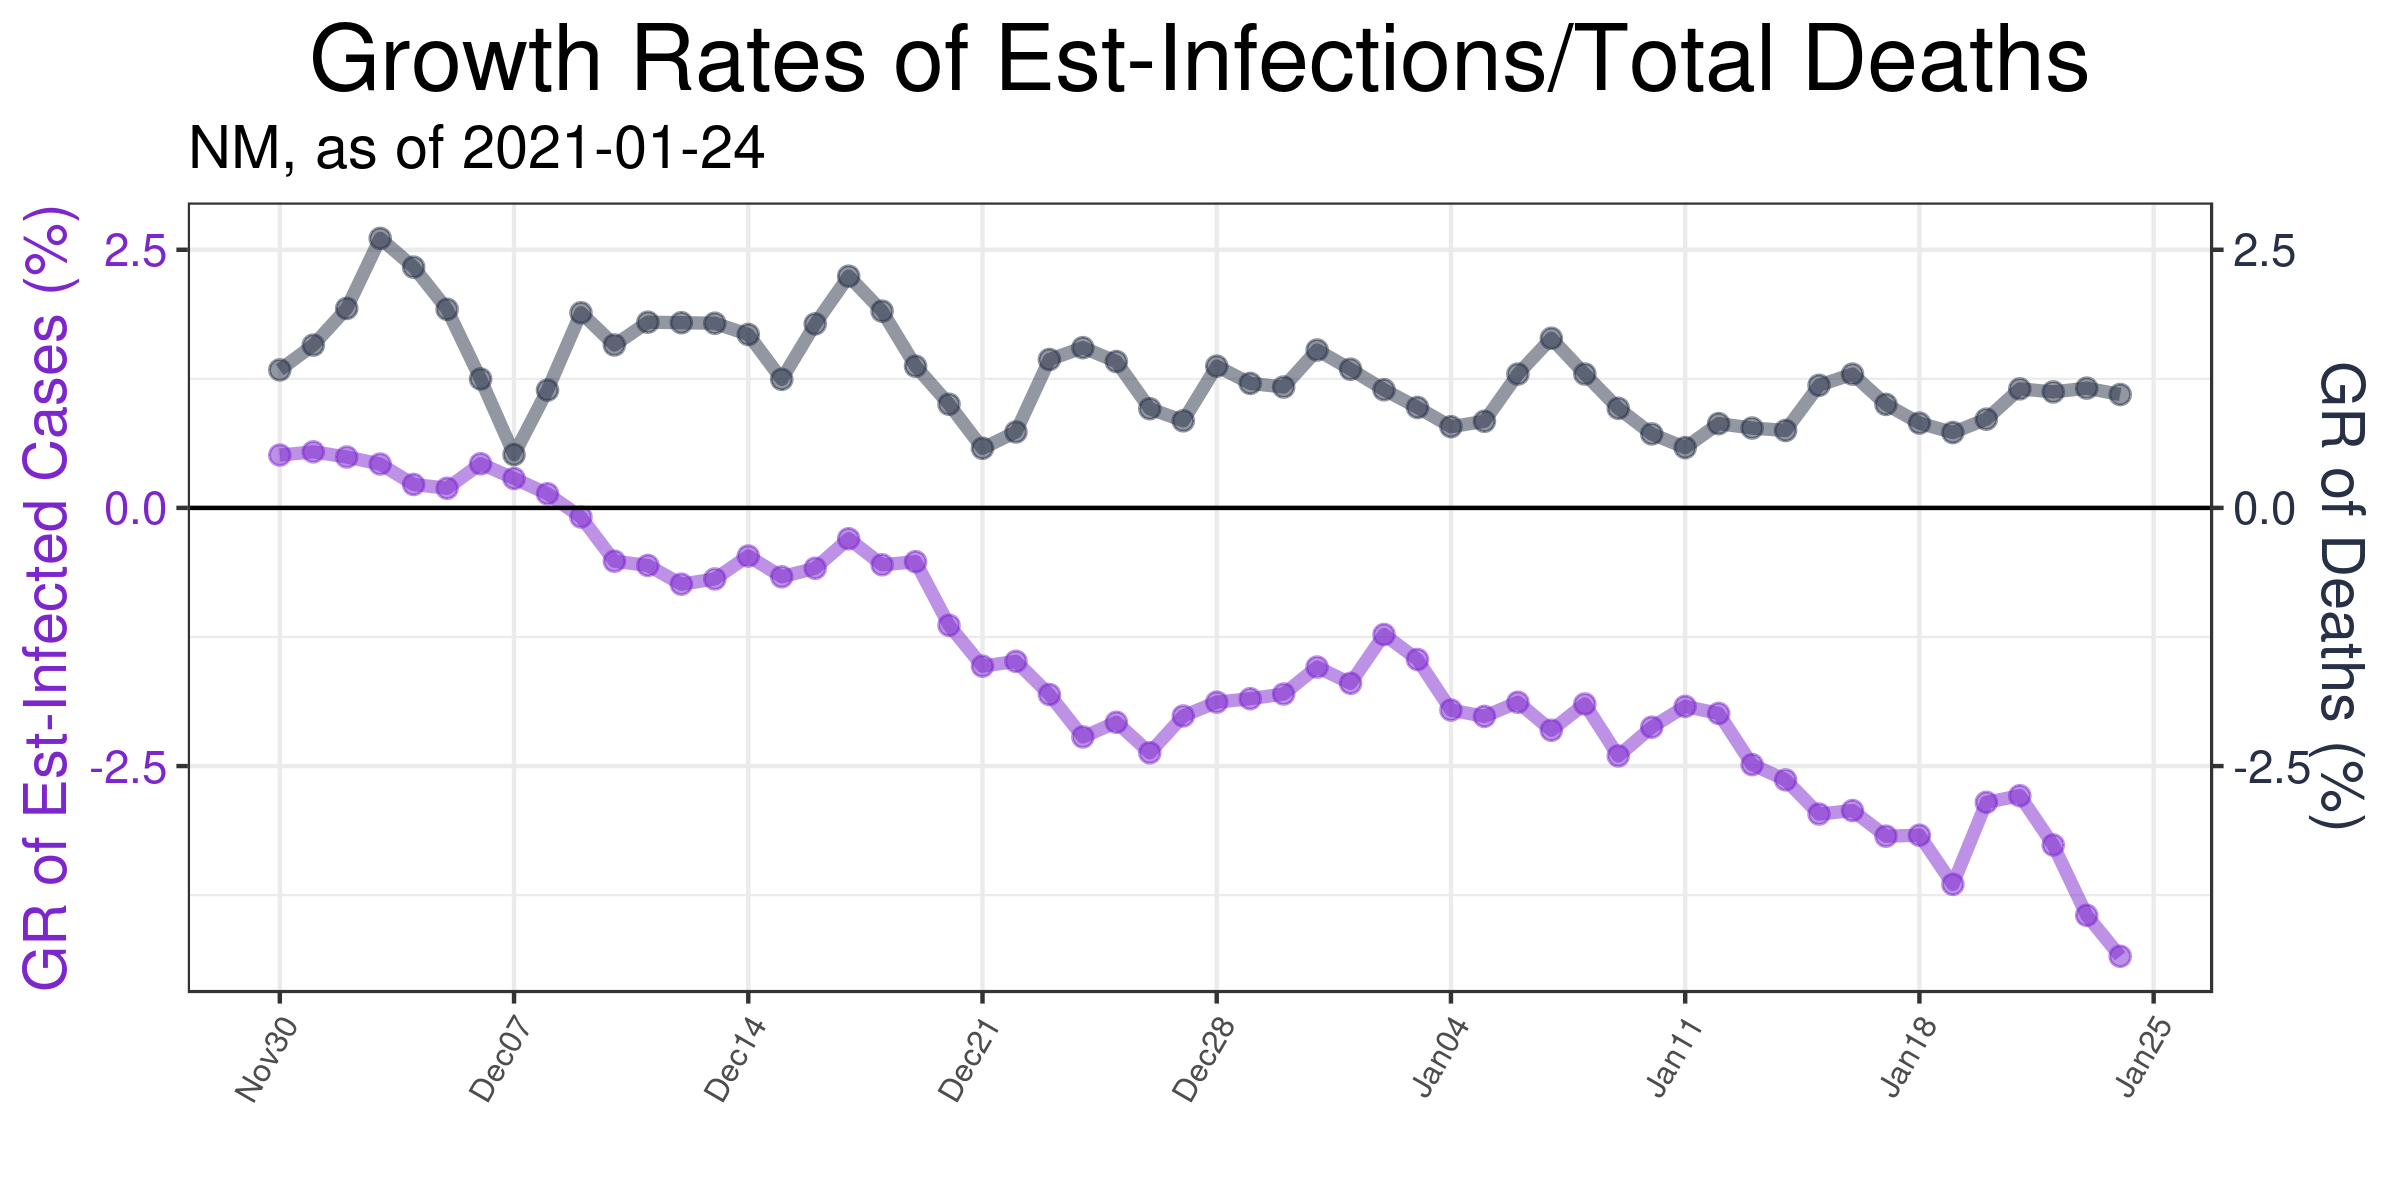 Growth Rates of Est-Infections/Total Deaths
NM, as of 2021-01-24
GR of Est-Infected Cases (%)
2.5
0.0
-2.5
2.5
0.0
-2.5
GR of Deaths (%)
Nov30
Dec07
Dec14
Dec21
Dec28
Jan04
Jan11
Jan18
Jan25